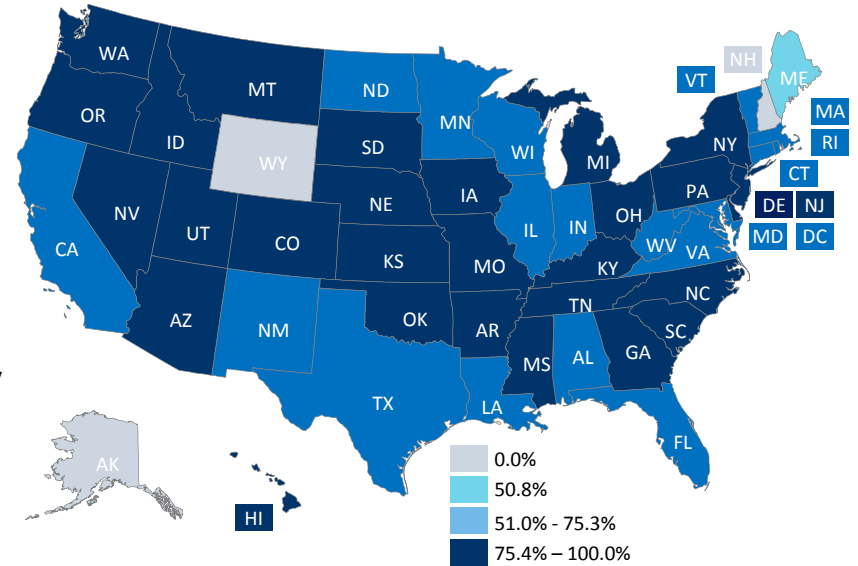 WA
MT
ND
MN
OR
ID
WY
SD
WI
MI
NY
VT
NH
ME
MA
RI
CT
NV
UT
CO
NE
IA
IL
IN
OH
PA
DE
NJ
CA
KS
MO
KY
WV
VA
MD
DC
AZ
NM
OK
AR
TN
NC
SC
TX
LA
MS
AL
GA
FL
AK
HI
0.0%
50.8%
51.0% - 75.3%
75.4% – 100.0%